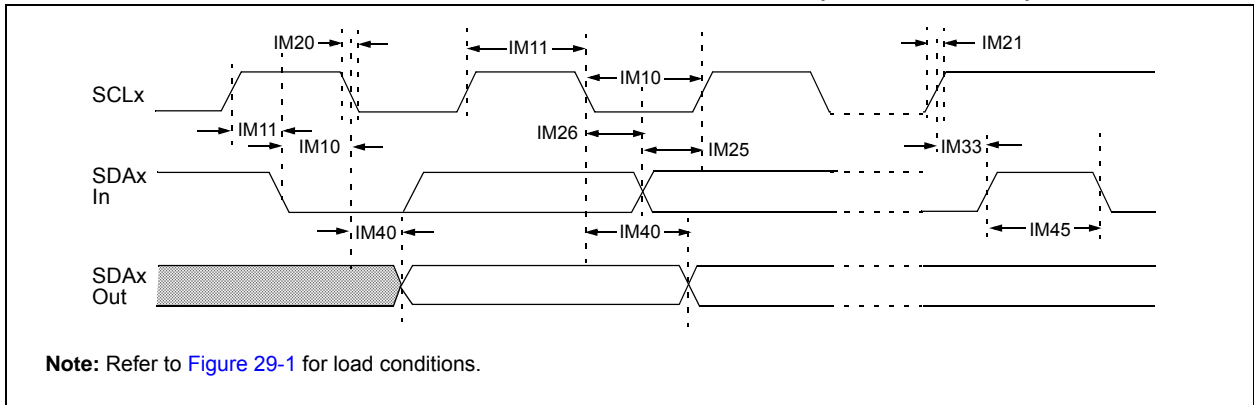 IM20
IM11
IM21
IM10
SCLx
IM11
IM26
IM10
IM33
IM25
SDAx
In
IM40
IM40
IM45
SDAx
Out
Note: Refer to Figure 29-1 for load conditions.